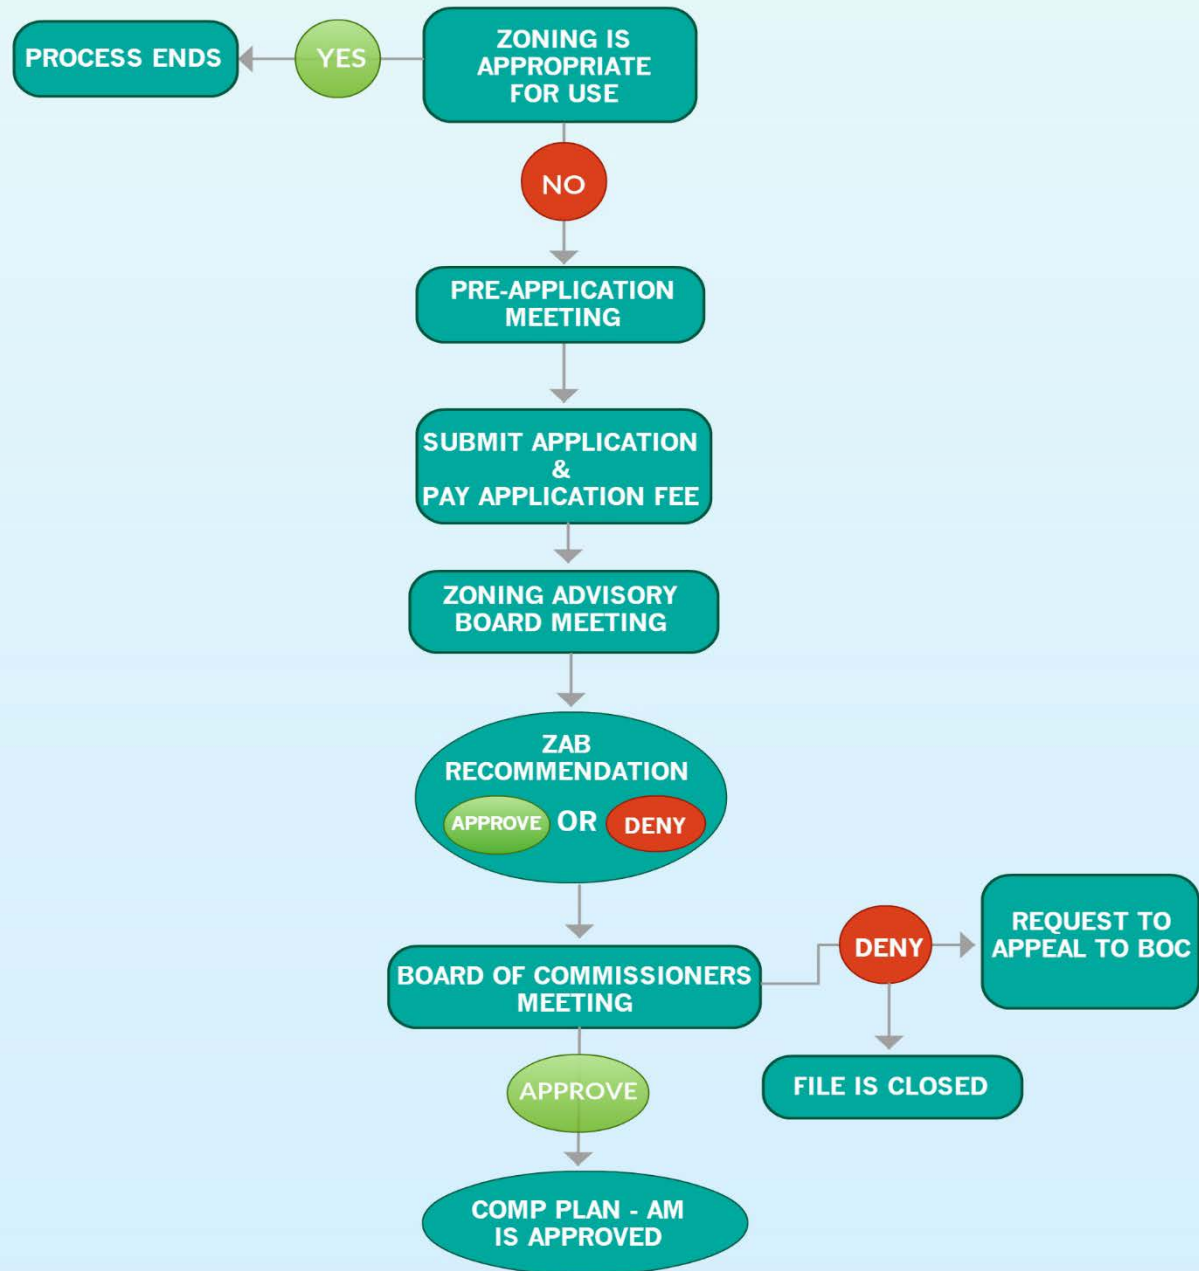 PROCESS ENDS
YES
ZONING IS
APPROPRIATE
FOR USE
NO
PRE-APPLICATION
MEETING
SUBMIT APPLICATION
&
PAY APPLICATION FEE
ZONING ADVISORY
BOARD MEETING
ZAB
RECOMMENDATION
APPROVE OR DENY
BOARD OF COMMISSIONERS
MEETING
DENY
REQUEST TO
APPEAL TO BOC
FILE IS CLOSED
APPROVE
COMP PLAN - AM
IS APPROVED